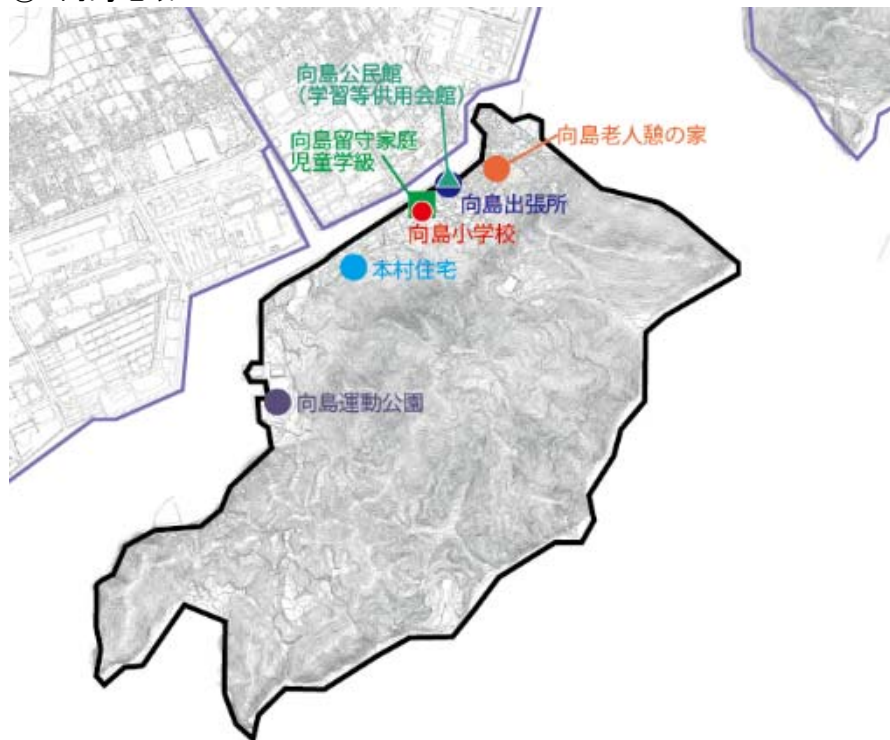 向島公民館
（学習等供用会館）
向島留守家庭
児童学級
向島老人憩の家
向島出張所
向島小学校
本村住宅
向島運動公園